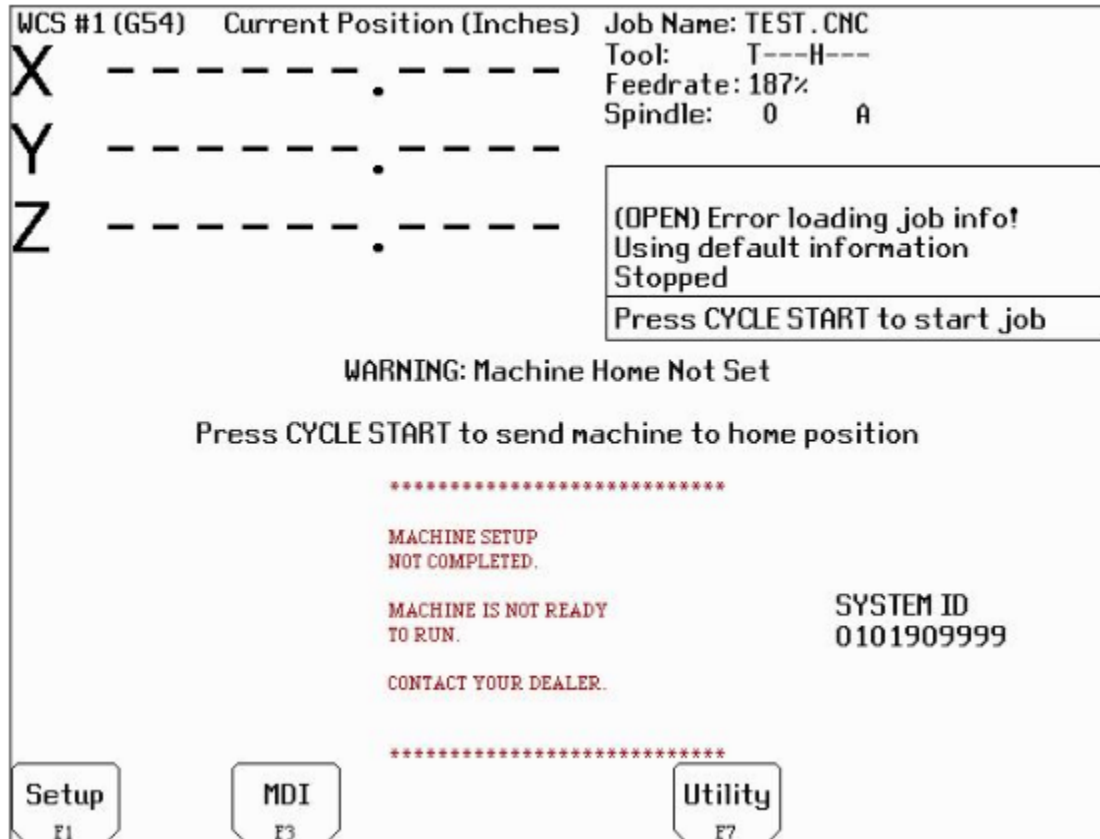 WCS #1 (G54) Current Position (Inches)
X - - - - - - - . - - - -
Y - - - - - - - . - - - -
Z - - - - - - - . - - - -
Job Name: TEST.CNC
Tool: T---H---
Feedrate: 187%
Spindle: 0 A
(OPEN) Error loading job info!
Using default information
Stopped
Press CYCLE START to start job
WARNING: Machine Home Not Set
Press CYCLE START to send machine to home position
****************************
MACHINE SETUP
NOT COMPLETED.
MACHINE IS NOT READY
TO RUN.
CONTACT YOUR DEALER.
****************************
SYSTEM ID
0101909999
Setup
F1
MDI
F3
Utility
F7